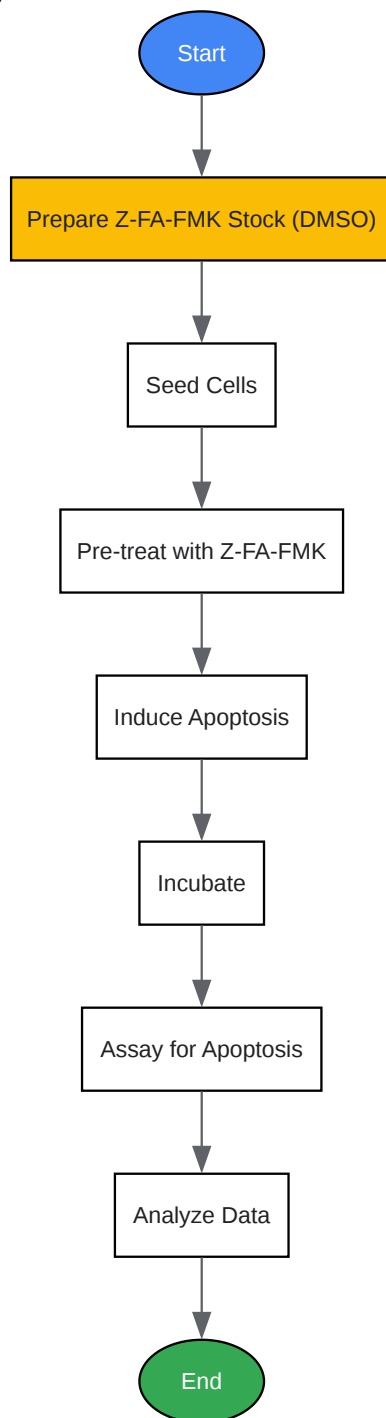 Start
Prepare Z-FA-FMK Stock (DMSO)
Seed Cells
Pre-treat with Z-FA-FMK
Induce Apoptosis
Incubate
Assay for Apoptosis
Analyze Data
End